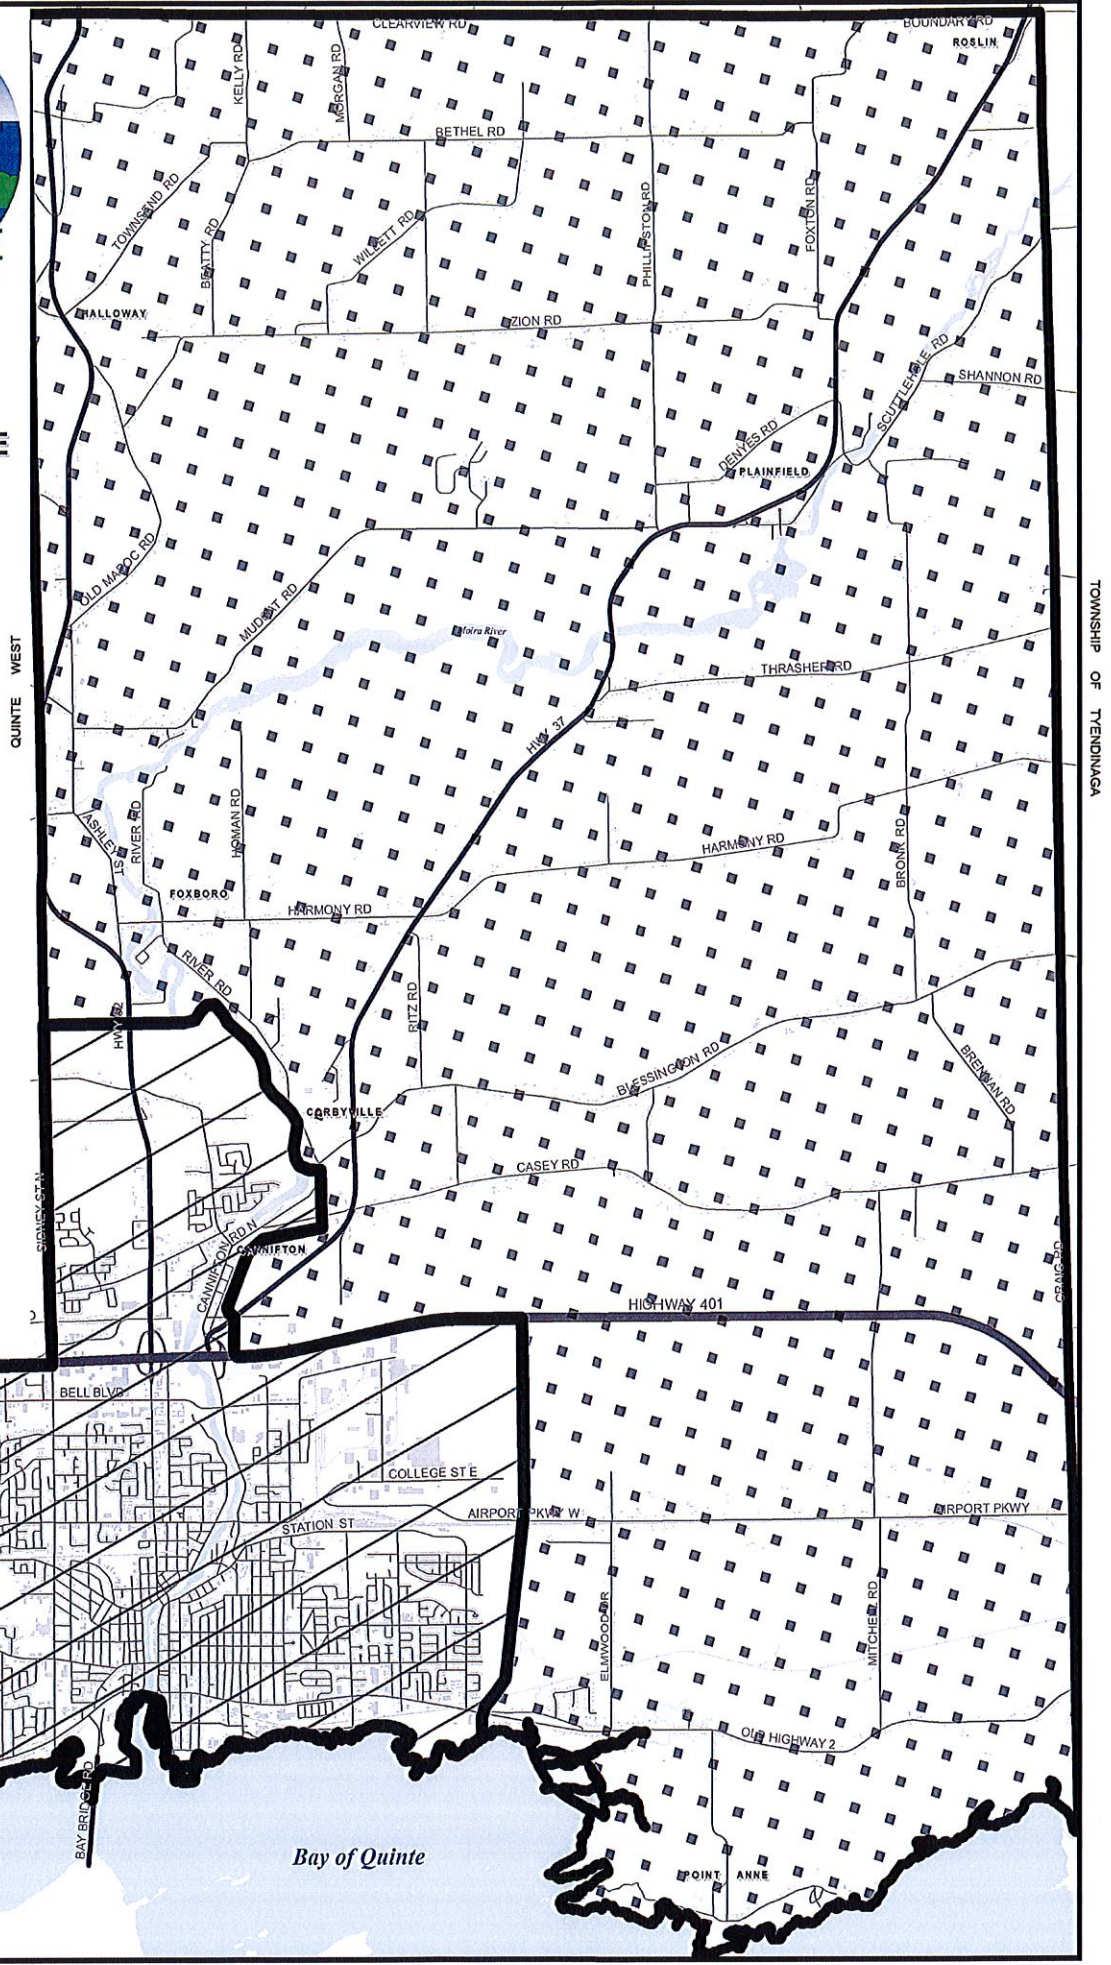 CLEARVIEW RD
BOUNDARY RD
ROSLIN
KELLY RD
MORGAN RD
BETHEL RD
TOWNSEND RD
BEATTY RD
WILLETT RD
PHILLIPSTON RD
FOXTON RD
HALLOWAY
ZION RD
SCUTTLEHOLE RD
SHANNON RD
DENYES RD
PLAINFIELD
OLD MADOC RD
MUDCAT RD
Moira River
THRASHER RD
QUINTE WEST
TOWNSHIP OF TYENDINAGA
HWY 37
ASHLEY ST
RIVER RD
HOMAN RD
HARMONY RD
BRONK RD
FOXBORO
HARMONY RD
RIVER RD
RITZ RD
HWY 62
BLESSINGTON RD
BRENNAN RD
CORBYVILLE
CASEY RD
SIDNEY ST N
CANNIFTON RD N
CANNIFTON
CRAIG RD
HIGHWAY 401
BELL BLVD
COLLEGE ST E
AIRPORT PKWY W
AIRPORT PKWY
STATION ST
ELMWOOD DR
MITCHELL RD
OLD HIGHWAY 2
BAY BRIDGE RD
Bay of Quinte
POINT ANNE